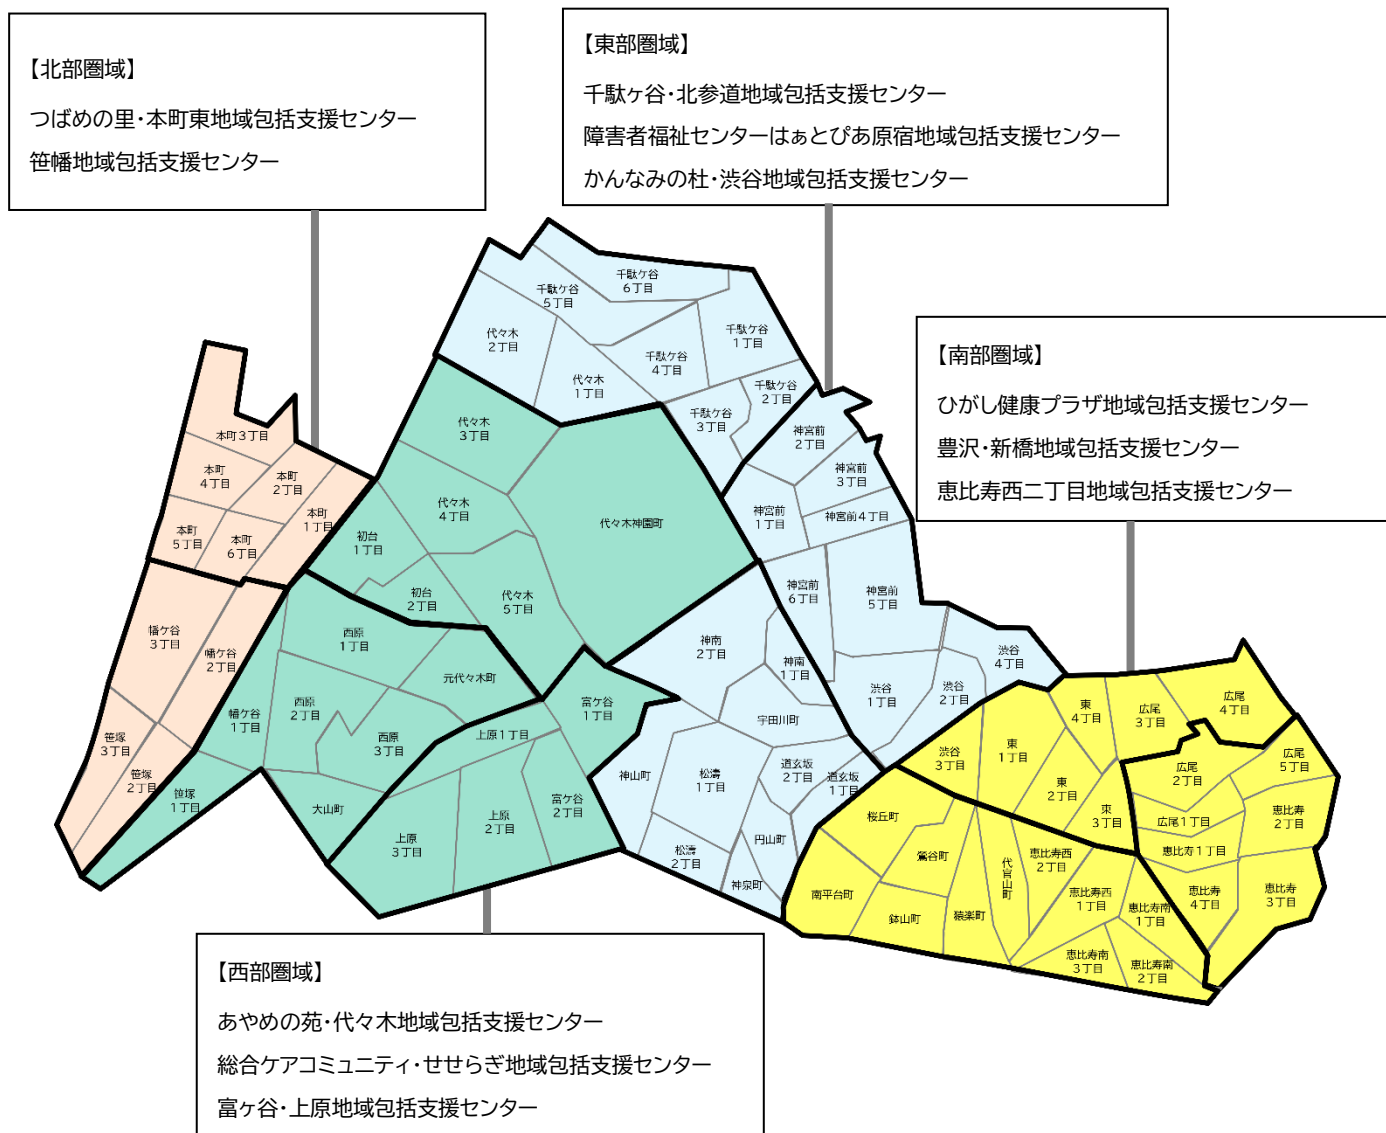 【北部圏域】
つばめの里・本町東地域包括支援センター
笹幡地域包括支援センター
【東部圏域】
千駄ヶ谷・北参道地域包括支援センター
障害者福祉センターはぁとぴあ原宿地域包括支援センター
かんなみの杜・渋谷地域包括支援センター
【南部圏域】
ひがし健康プラザ地域包括支援センター
豊沢・新橋地域包括支援センター
恵比寿西二丁目地域包括支援センター
【西部圏域】
あやめの苑・代々木地域包括支援センター
総合ケアコミュニティ・せせらぎ地域包括支援センター
富ヶ谷・上原地域包括支援センター
本町3丁目
本町
4丁目
本町
2丁目
本町
1丁目
本町
5丁目
本町
6丁目
幡ケ谷
3丁目
幡ケ谷
2丁目
笹塚
3丁目
笹塚
2丁目
千駄ケ谷
6丁目
千駄ケ谷
5丁目
代々木
2丁目
千駄ケ谷
1丁目
千駄ケ谷
4丁目
代々木
1丁目
千駄ケ谷
2丁目
千駄ケ谷
3丁目
神宮前
2丁目
神宮前
3丁目
神宮前
1丁目
神宮前4丁目
神宮前
6丁目
神宮前
5丁目
神南
2丁目
神南
1丁目
渋谷
4丁目
渋谷
1丁目
渋谷
2丁目
宇田川町
神山町
松濤
1丁目
道玄坂
2丁目
道玄坂
1丁目
円山町
松濤
2丁目
神泉町
代々木
3丁目
代々木
4丁目
代々木神園町
初台
1丁目
初台
2丁目
代々木
5丁目
西原
1丁目
元代々木町
西原
2丁目
幡ケ谷
1丁目
西原
3丁目
富ケ谷
1丁目
上原1丁目
笹塚
1丁目
大山町
上原
3丁目
上原
2丁目
富ケ谷
2丁目
広尾
4丁目
東
4丁目
広尾
3丁目
渋谷
3丁目
東
1丁目
東
2丁目
東
3丁目
広尾
2丁目
広尾
5丁目
広尾1丁目
恵比寿
2丁目
恵比寿1丁目
恵比寿
4丁目
恵比寿
3丁目
桜丘町
鶯谷町
代官山町
恵比寿西
2丁目
恵比寿西
1丁目
恵比寿南
1丁目
南平台町
鉢山町
猿楽町
恵比寿南
3丁目
恵比寿南
2丁目